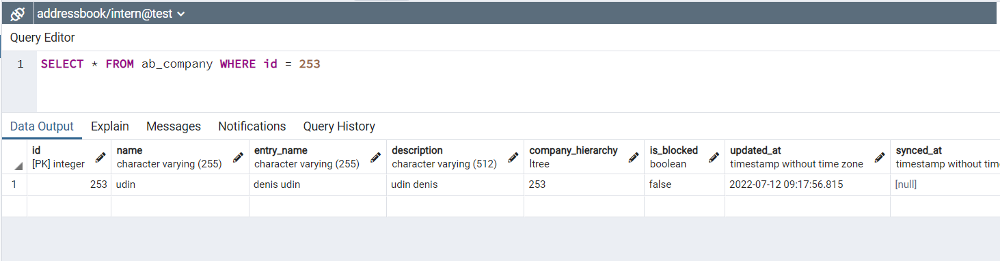 addressbook/intern@test
Query Editor
1 SELECT * FROM ab_company WHERE id = 253
Data Output Explain Messages Notifications Query History
id name entry_name description company_hierarchy is_blocked updated_at synced_at
[PK] integer character varying (255) character varying (255) character varying (512) ltree boolean timestamp without time zone timestamp without tim
1 253 udin denis udin udin denis 253 false 2022-07-12 09:17:56.815 [null]